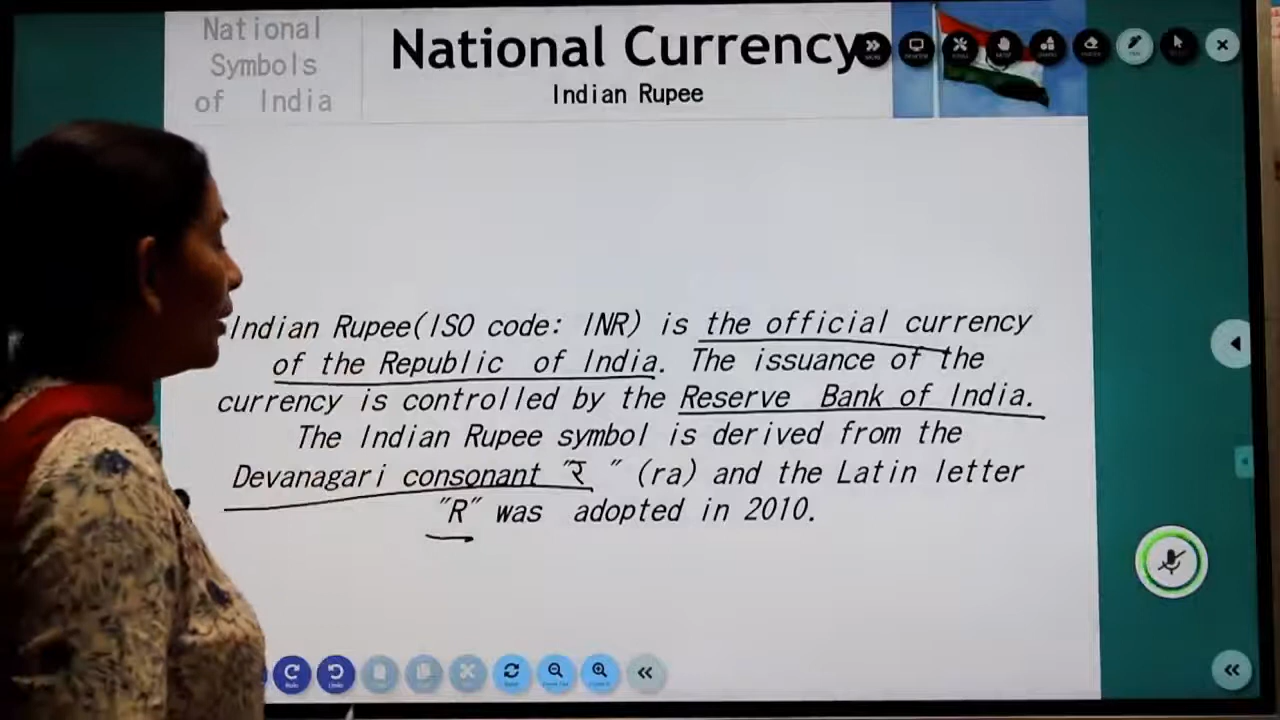 National
Symbols
of India
National Currency
Indian Rupee
Indian Rupee(ISO code: INR) is the official currency
of the Republic of India. The issuance of the
currency is controlled by the Reserve Bank of India.
The Indian Rupee symbol is derived from the
Devanagari consonant "र " (ra) and the Latin letter
"R" was adopted in 2010.
Redo
Undo